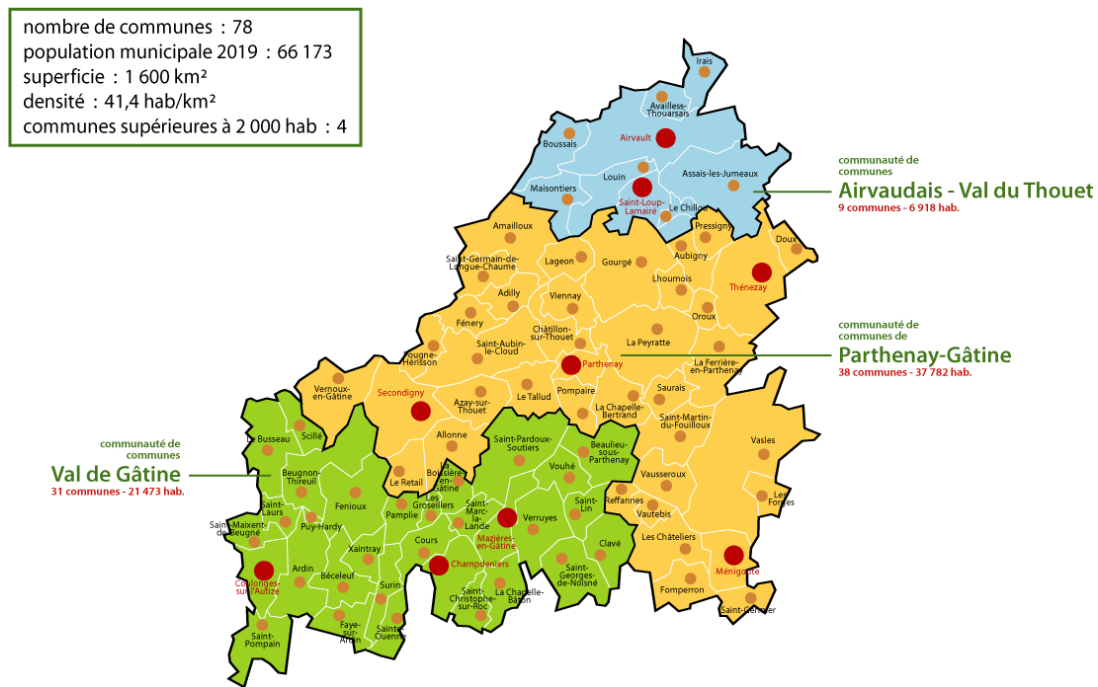 nombre de communes : 78
population municipale 2019 : 66 173
superficie : 1 600 km²
densité : 41,4 hab/km²
communes supérieures à 2 000 hab : 4
Irais
Availless-
Thouarsais
Airvault
Boussais
Louin
Assais-les-Jumeaux
Maisontiers
Saint-Loup-
Lamairé
Le Chillou
communauté de
communes
Airvaudais - Val du Thouet
9 communes - 6 918 hab.
Amailloux
Pressigny
Doux
Saint-Germain-de-
Longue-Chaume
Lageon
Gourgé
Aubigny
Lhoumois
Thénezay
Adilly
Viennay
Oroux
Fénery
Châtillon-
sur-Thouet
La Peyratte
Saint-Aubin-
le-Cloud
Pougne-
Hérisson
Parthenay
La Ferrière-
en-Parthenay
communauté de
communes de
Parthenay-Gâtine
38 communes - 37 782 hab.
Vernoux-
en-Gâtine
Secondigny
Azay-sur-
Thouet
Le Tallud
Pompaire
Saurais
La Chapelle-
Bertrand
Saint-Martin-
du-Fouilloux
Allonne
Vasles
Le Retail
Vausseroux
Les
Forges
Reffannes
Vautebis
Les Châteliers
Ménigoute
Fomperron
Saint-Germier
communauté de
communes
Val de Gâtine
31 communes - 21 473 hab.
Scillé
Le Busseau
Beugnon-
Thireuil
Fenioux
La
Boissière-
en-
Gâtine
Saint-Pardoux-
Soutiers
Beaulieu-
sous-
Parthenay
Vouhé
Saint-
Laurs
Puy-Hardy
Pamplie
Les
Groseillers
Saint-
Marc-
la-
Lande
Verruyes
Saint-
Lin
Saint-Maixent-
de-Beugné
Mazières-
en-Gâtine
Xaintray
Cours
Clavé
Coulonges-
sur-l'Autize
Ardin
Béceleuf
Champdeniers
Saint-
Georges-
de-Noisné
Surin
Saint-
Christophe-
sur-Roc
La Chapelle-
Bâton
Saint-
Pompain
Faye-
sur-
Ardin
Sainte-
Ouenne